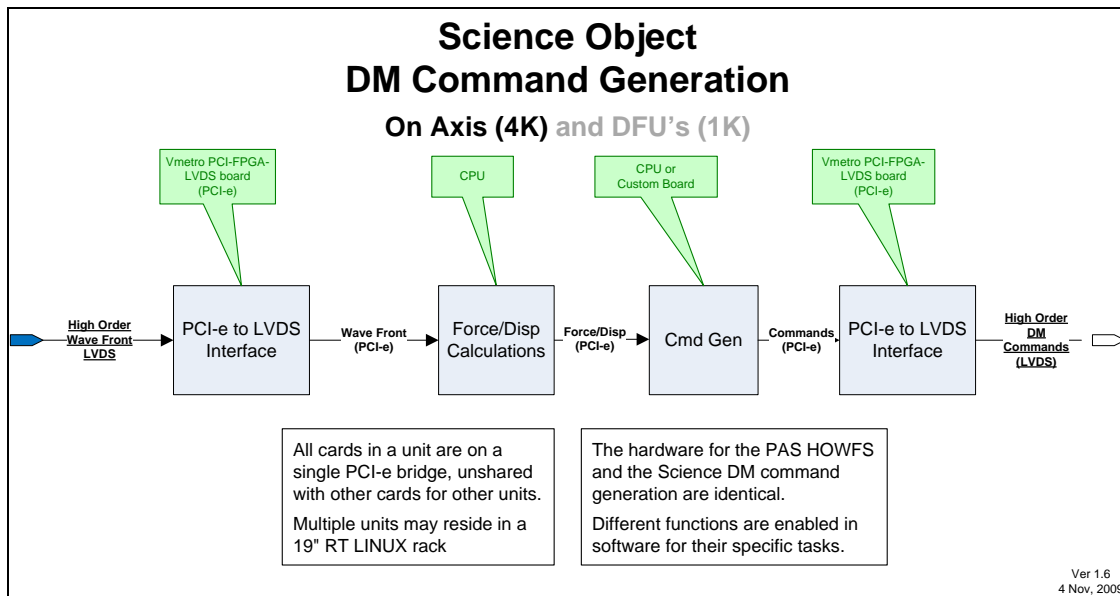 Science Object
DM Command Generation
On Axis (4K) and DFU's (1K)
Vmetro PCI-FPGA-
LVDS board
(PCI-e)
CPU
CPU or
Custom Board
Vmetro PCI-FPGA-
LVDS board
(PCI-e)
High Order
Wave Front
LVDS
PCI-e to LVDS
Interface
Wave Front
(PCI-e)
Force/Disp
Calculations
Force/Disp
(PCI-e)
Cmd Gen
Commands
(PCI-e)
PCI-e to LVDS
Interface
High Order
DM
Commands
(LVDS)
All cards in a unit are on a
single PCI-e bridge, unshared
with other cards for other units.
Multiple units may reside in a
19" RT LINUX rack
The hardware for the PAS HOWFS
and the Science DM command
generation are identical.
Different functions are enabled in
software for their specific tasks.
Ver 1.6
4 Nov, 2009